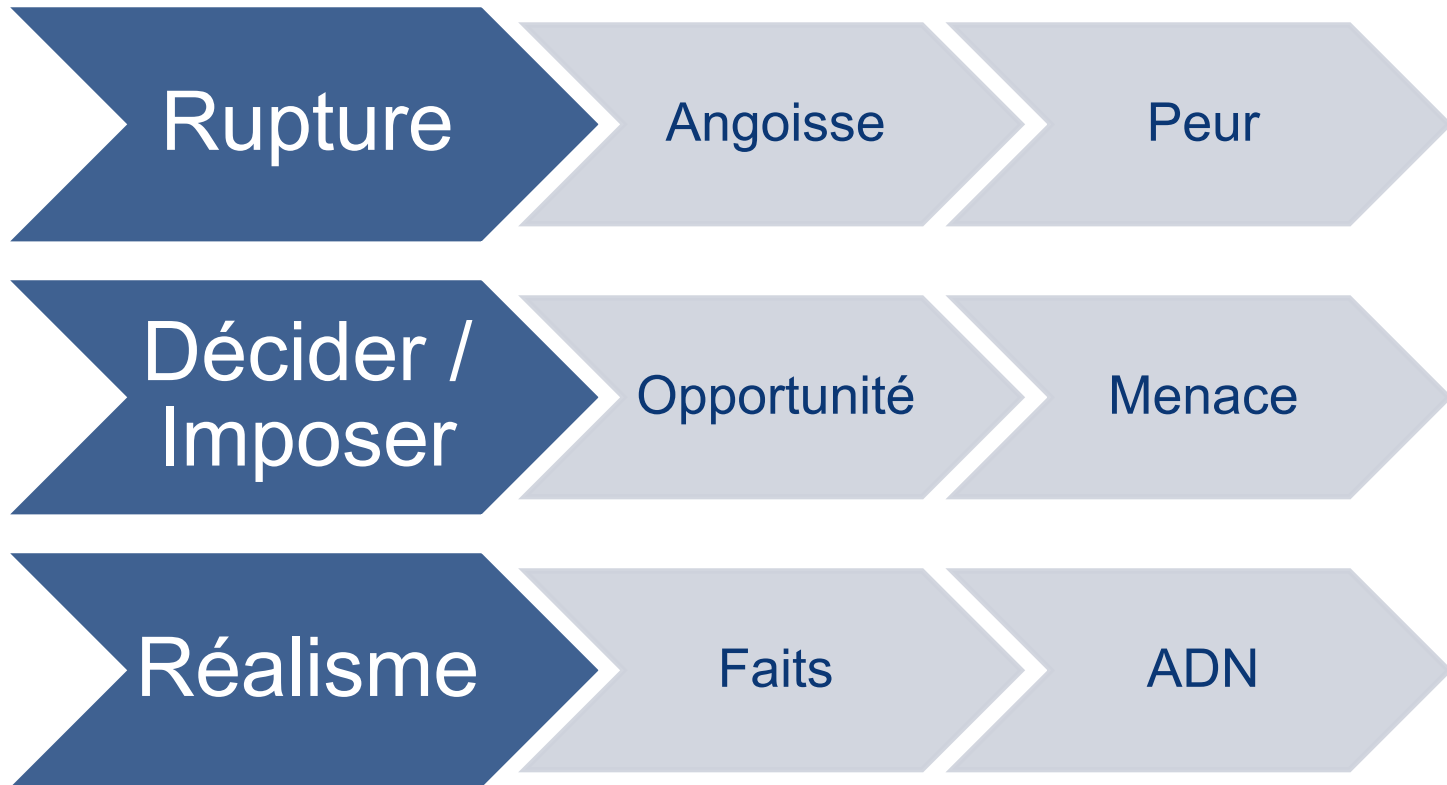 Rupture
Angoisse
Peur
Décider /
Imposer
Opportunité
Menace
Réalisme
Faits
ADN